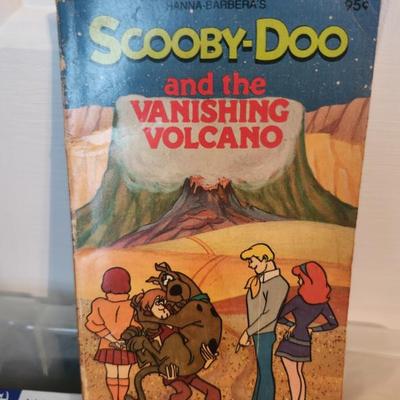 HANNA-BARBERA'S
95¢
SCOOBY-DOO
and the
VANISHING
VOLCANO